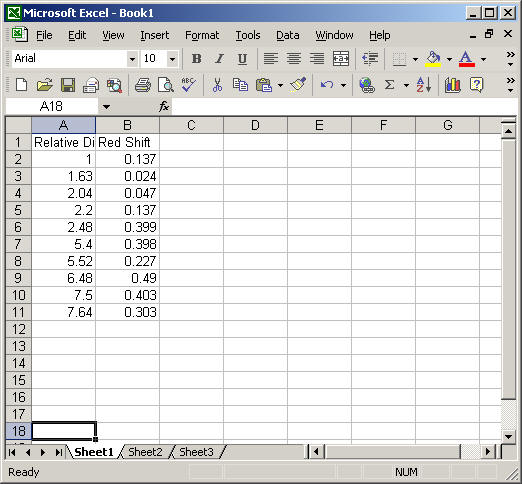 Microsoft Excel - Book1
File Edit View Insert Format Tools Data Window Help
Arial 10 B I U $ %
Σ A Z
A18 fx
A B C D E F G
1 Relative Di Red Shift
2 1 0.137
3 1.63 0.024
4 2.04 0.047
5 2.2 0.137
6 2.48 0.399
7 5.4 0.398
8 5.52 0.227
9 6.48 0.49
10 7.5 0.403
11 7.64 0.303
12
13
14
15
16
17
18
Sheet1 Sheet2 Sheet3
Ready NUM